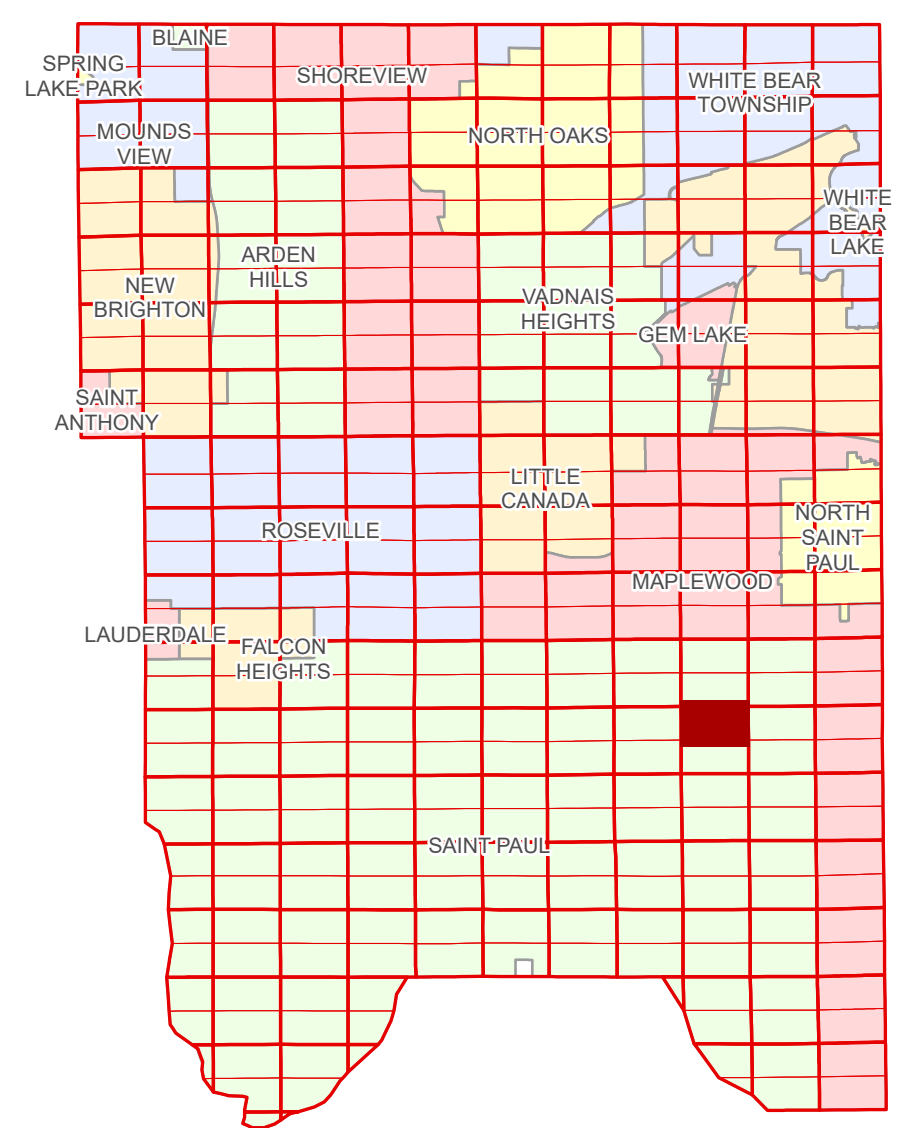 BLAINE
SPRING
LAKE PARK
SHOREVIEW
WHITE BEAR
TOWNSHIP
MOUNDS
VIEW
NORTH OAKS
WHITE
BEAR
LAKE
ARDEN
HILLS
NEW
BRIGHTON
VADNAIS
HEIGHTS
GEM LAKE
SAINT
ANTHONY
LITTLE
CANADA
NORTH
SAINT
PAUL
ROSEVILLE
MAPLEWOOD
LAUDERDALE
FALCON
HEIGHTS
SAINT PAUL